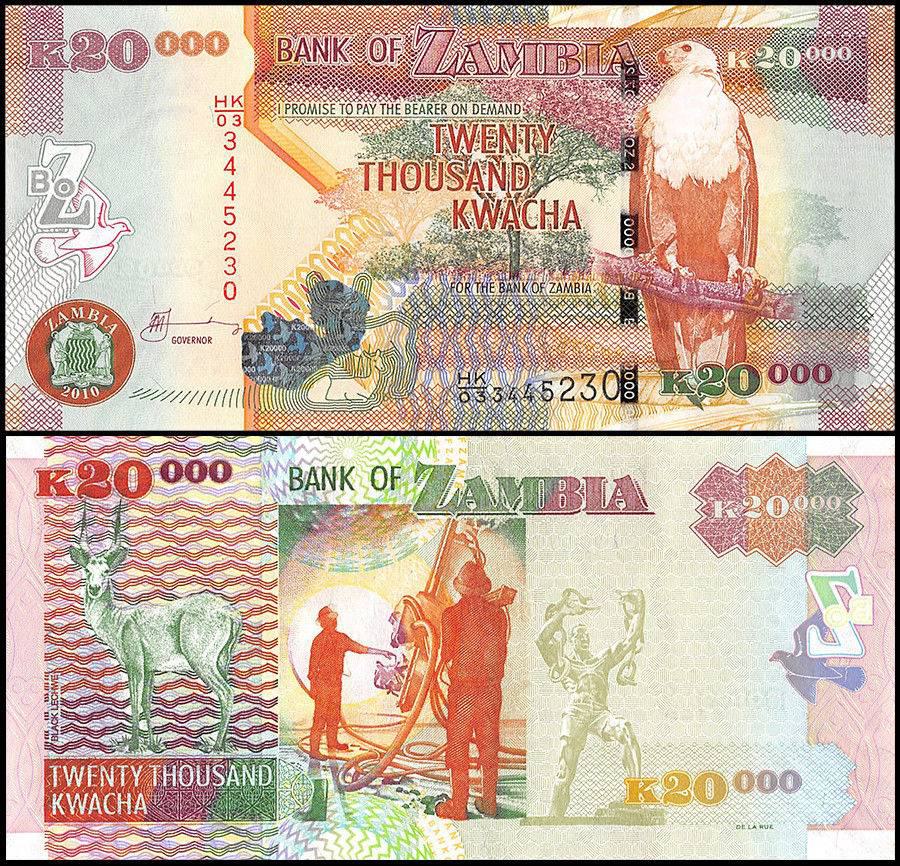 K20 000
BANK OF ZAMBIA
K20 000
I PROMISE TO PAY THE BEARER ON DEMAND
TWENTY
THOUSAND
KWACHA
HK/03
3445230
BoZ
FOR THE BANK OF ZAMBIA
GOVERNOR
ZAMBIA
2010
HK/03 3445230
K20 000
K20 000
BANK OF ZAMBIA
K20 000
BLACK LECHWE
TWENTY THOUSAND
KWACHA
K20 000
DE LA RUE